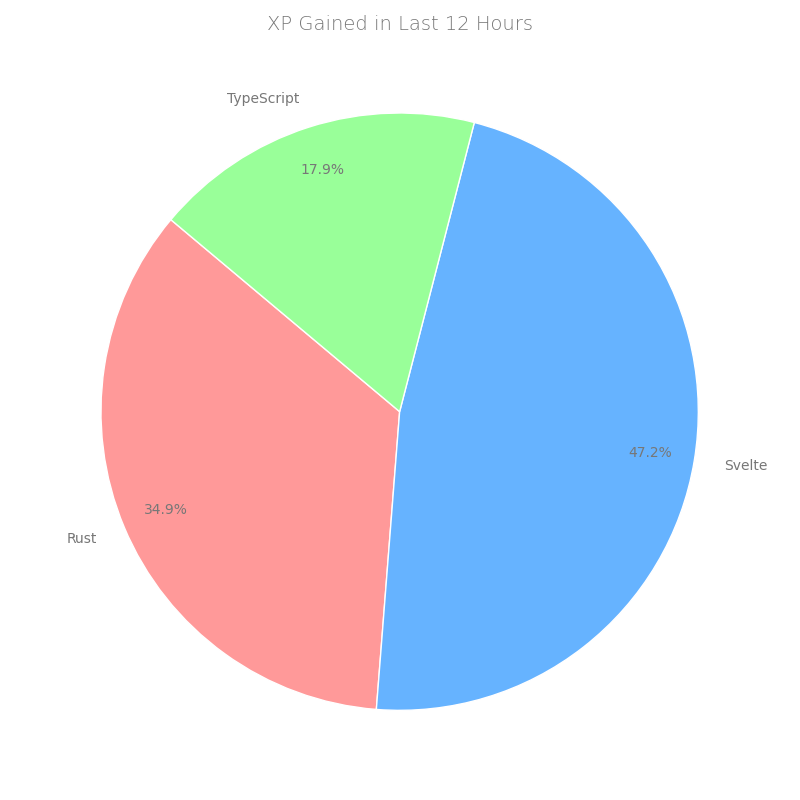 XP Gained in Last 12 Hours
TypeScript
17.9%
47.2%
Svelte
34.9%
Rust